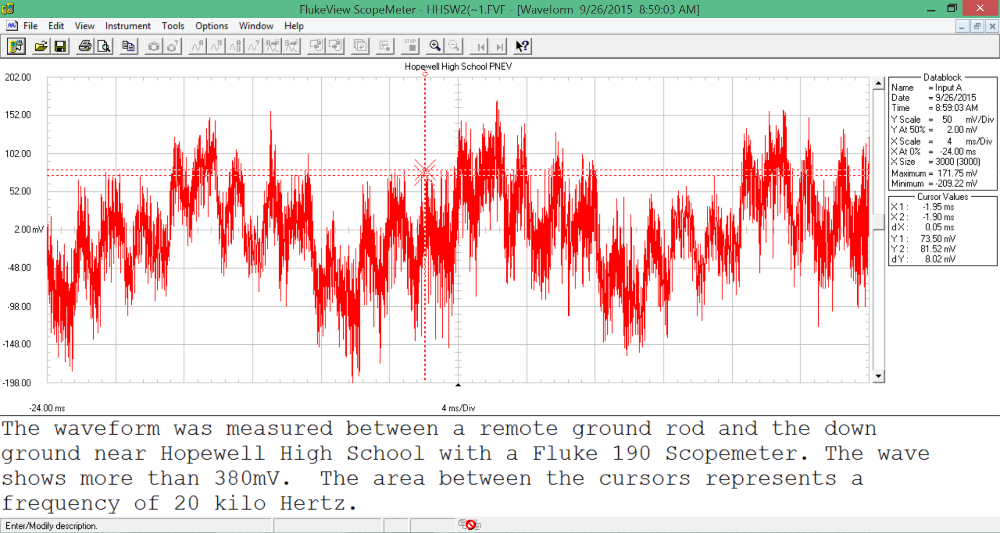 FlukeView ScopeMeter - HHSW2(~1.FVF - [Waveform 9/26/2015 8:59:03 AM]
File Edit View Instrument Tools Options Window Help
STOP
Hopewell High School PNEV
202.00
152.00
102.00
52.00
2.00 mV
-48.00
-98.00
-148.00
-198.00
-24.00 ms
4 ms/Div
Datablock
Name = Input A
Date = 9/26/2015
Time = 8:59:03 AM
Y Scale = 50 mV/Div
Y At 50% = 2.00 mV
X Scale = 4 ms/Div
X At 0% = -24.00 ms
X Size = 3000 (3000)
Maximum = 171.75 mV
Minimum = -209.22 mV
Cursor Values
X 1 : -1.95 ms
X 2 : -1.90 ms
d X : 0.05 ms
Y 1 : 73.50 mV
Y 2 : 81.52 mV
d Y : 8.02 mV
The waveform was measured between a remote ground rod and the down
ground near Hopewell High School with a Fluke 190 Scopemeter. The wave
shows more than 380mV. The area between the cursors represents a
frequency of 20 kilo Hertz.
Enter/Modify description.